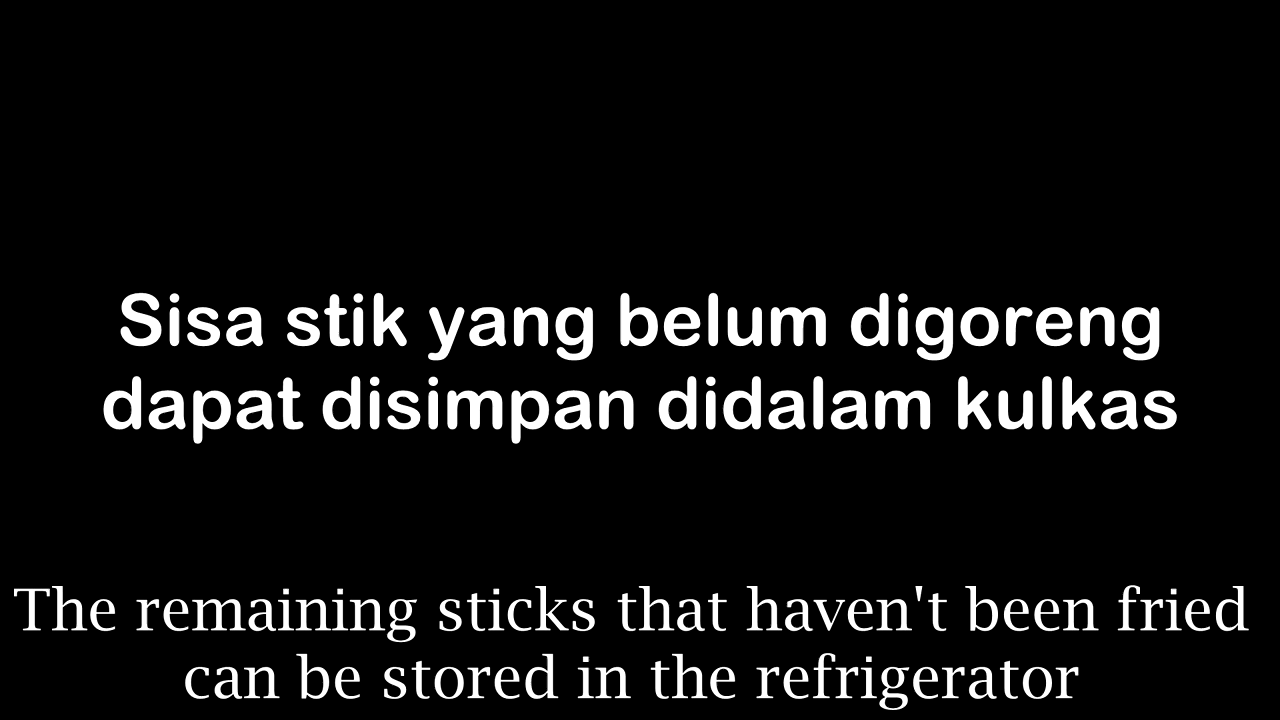 Sisa stik yang belum digoreng
dapat disimpan didalam kulkas
The remaining sticks that haven't been fried
can be stored in the refrigerator